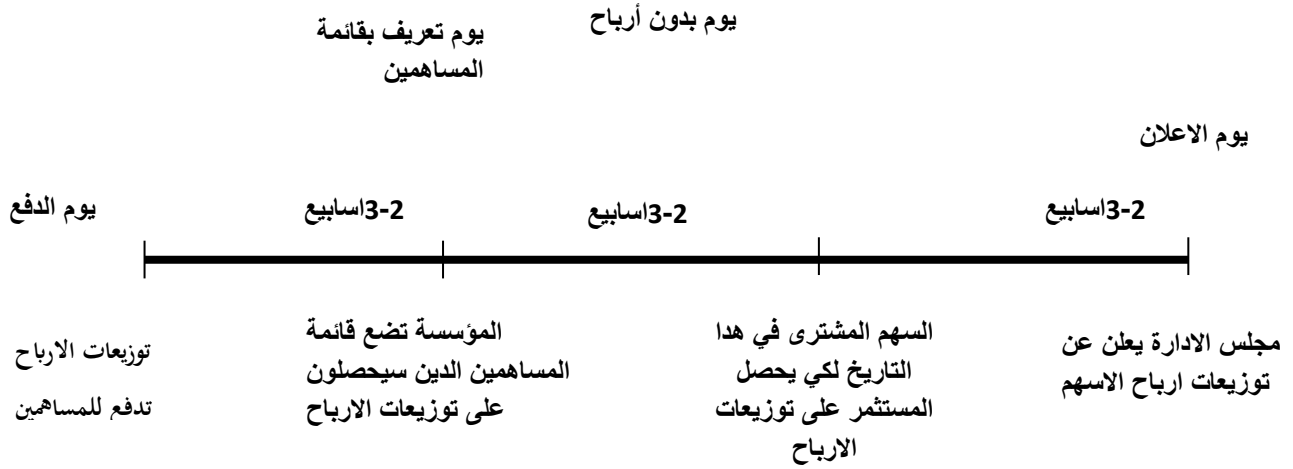 يوم بدون أرباح
يوم تعريف بقائمة
المساهمين
يوم الاعلان
2-3اسابيع
2-3اسابيع
2-3اسابيع
يوم الدفع
مجلس الادارة يعلن عن
توزيعات ارباح الاسهم
السهم المشترى في هدا
التاريخ لكي يحصل
المستثمر على توزيعات
الارباح
المؤسسة تضع قائمة
المساهمين الدين سيحصلون
على توزيعات الارباح
توزيعات الارباح
تدفع للمساهمين